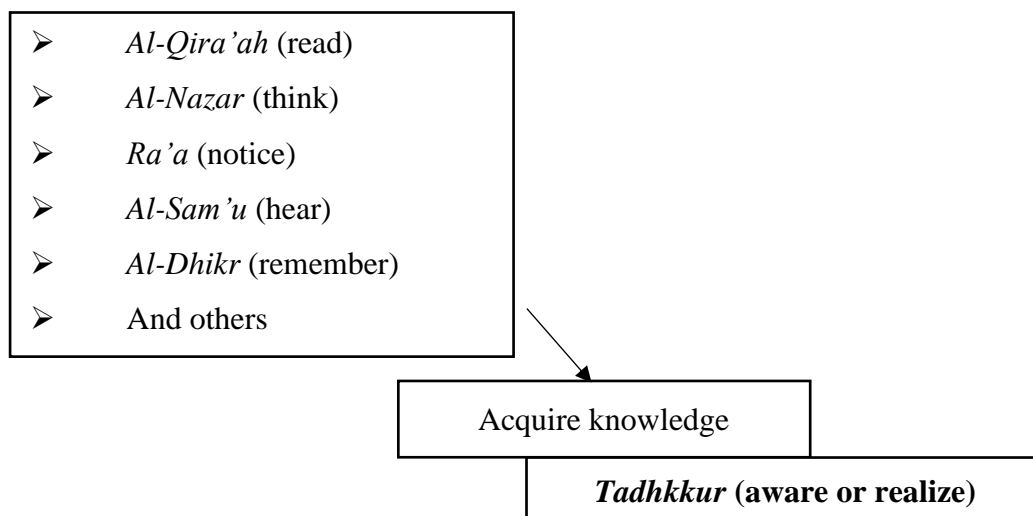 ➢ Al-Qira’ah (read)
➢ Al-Nazar (think)
➢ Ra’a (notice)
➢ Al-Sam’u (hear)
➢ Al-Dhikr (remember)
➢ And others
Acquire knowledge
Tadhkkur (aware or realize)